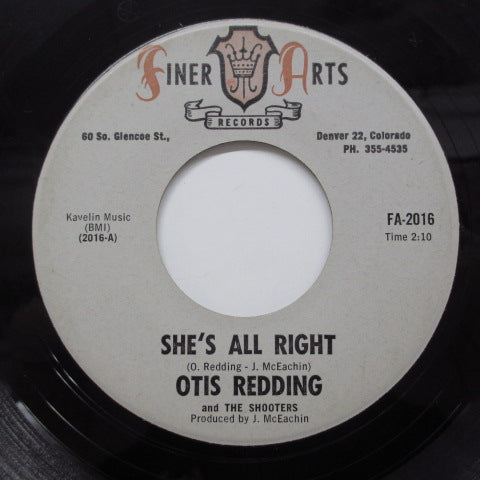 FINER ARTS
RECORDS
60 So. Glencoe St.,
Denver 22, Colorado
PH. 355-4535
Kavelin Music
(BMI)
(2016-A)
FA-2016
Time 2:10
SHE'S ALL RIGHT
(O. Redding - J. McEachin)
OTIS REDDING
and THE SHOOTERS
Produced by J. McEachin